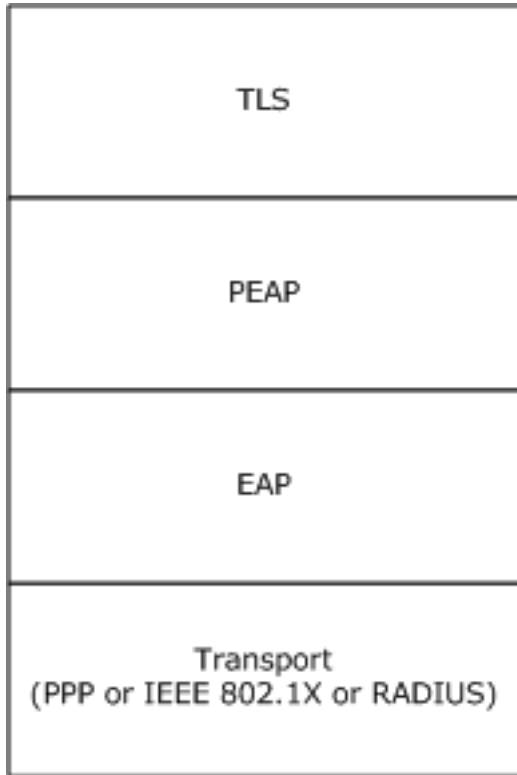 TLS
PEAP
EAP
Transport
(PPP or IEEE 802.1X or RADIUS)